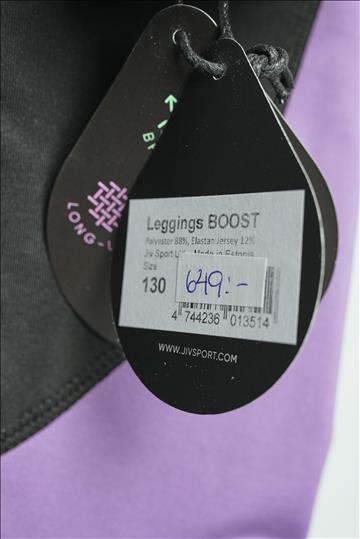 Leggings BOOST
Polyester 88%, Elastan Jersey 12%
Jiv Sport Made in Estonia
Size
130
649:-
4 744236 013514
WWW.JIVSPORT.COM
LONG-L